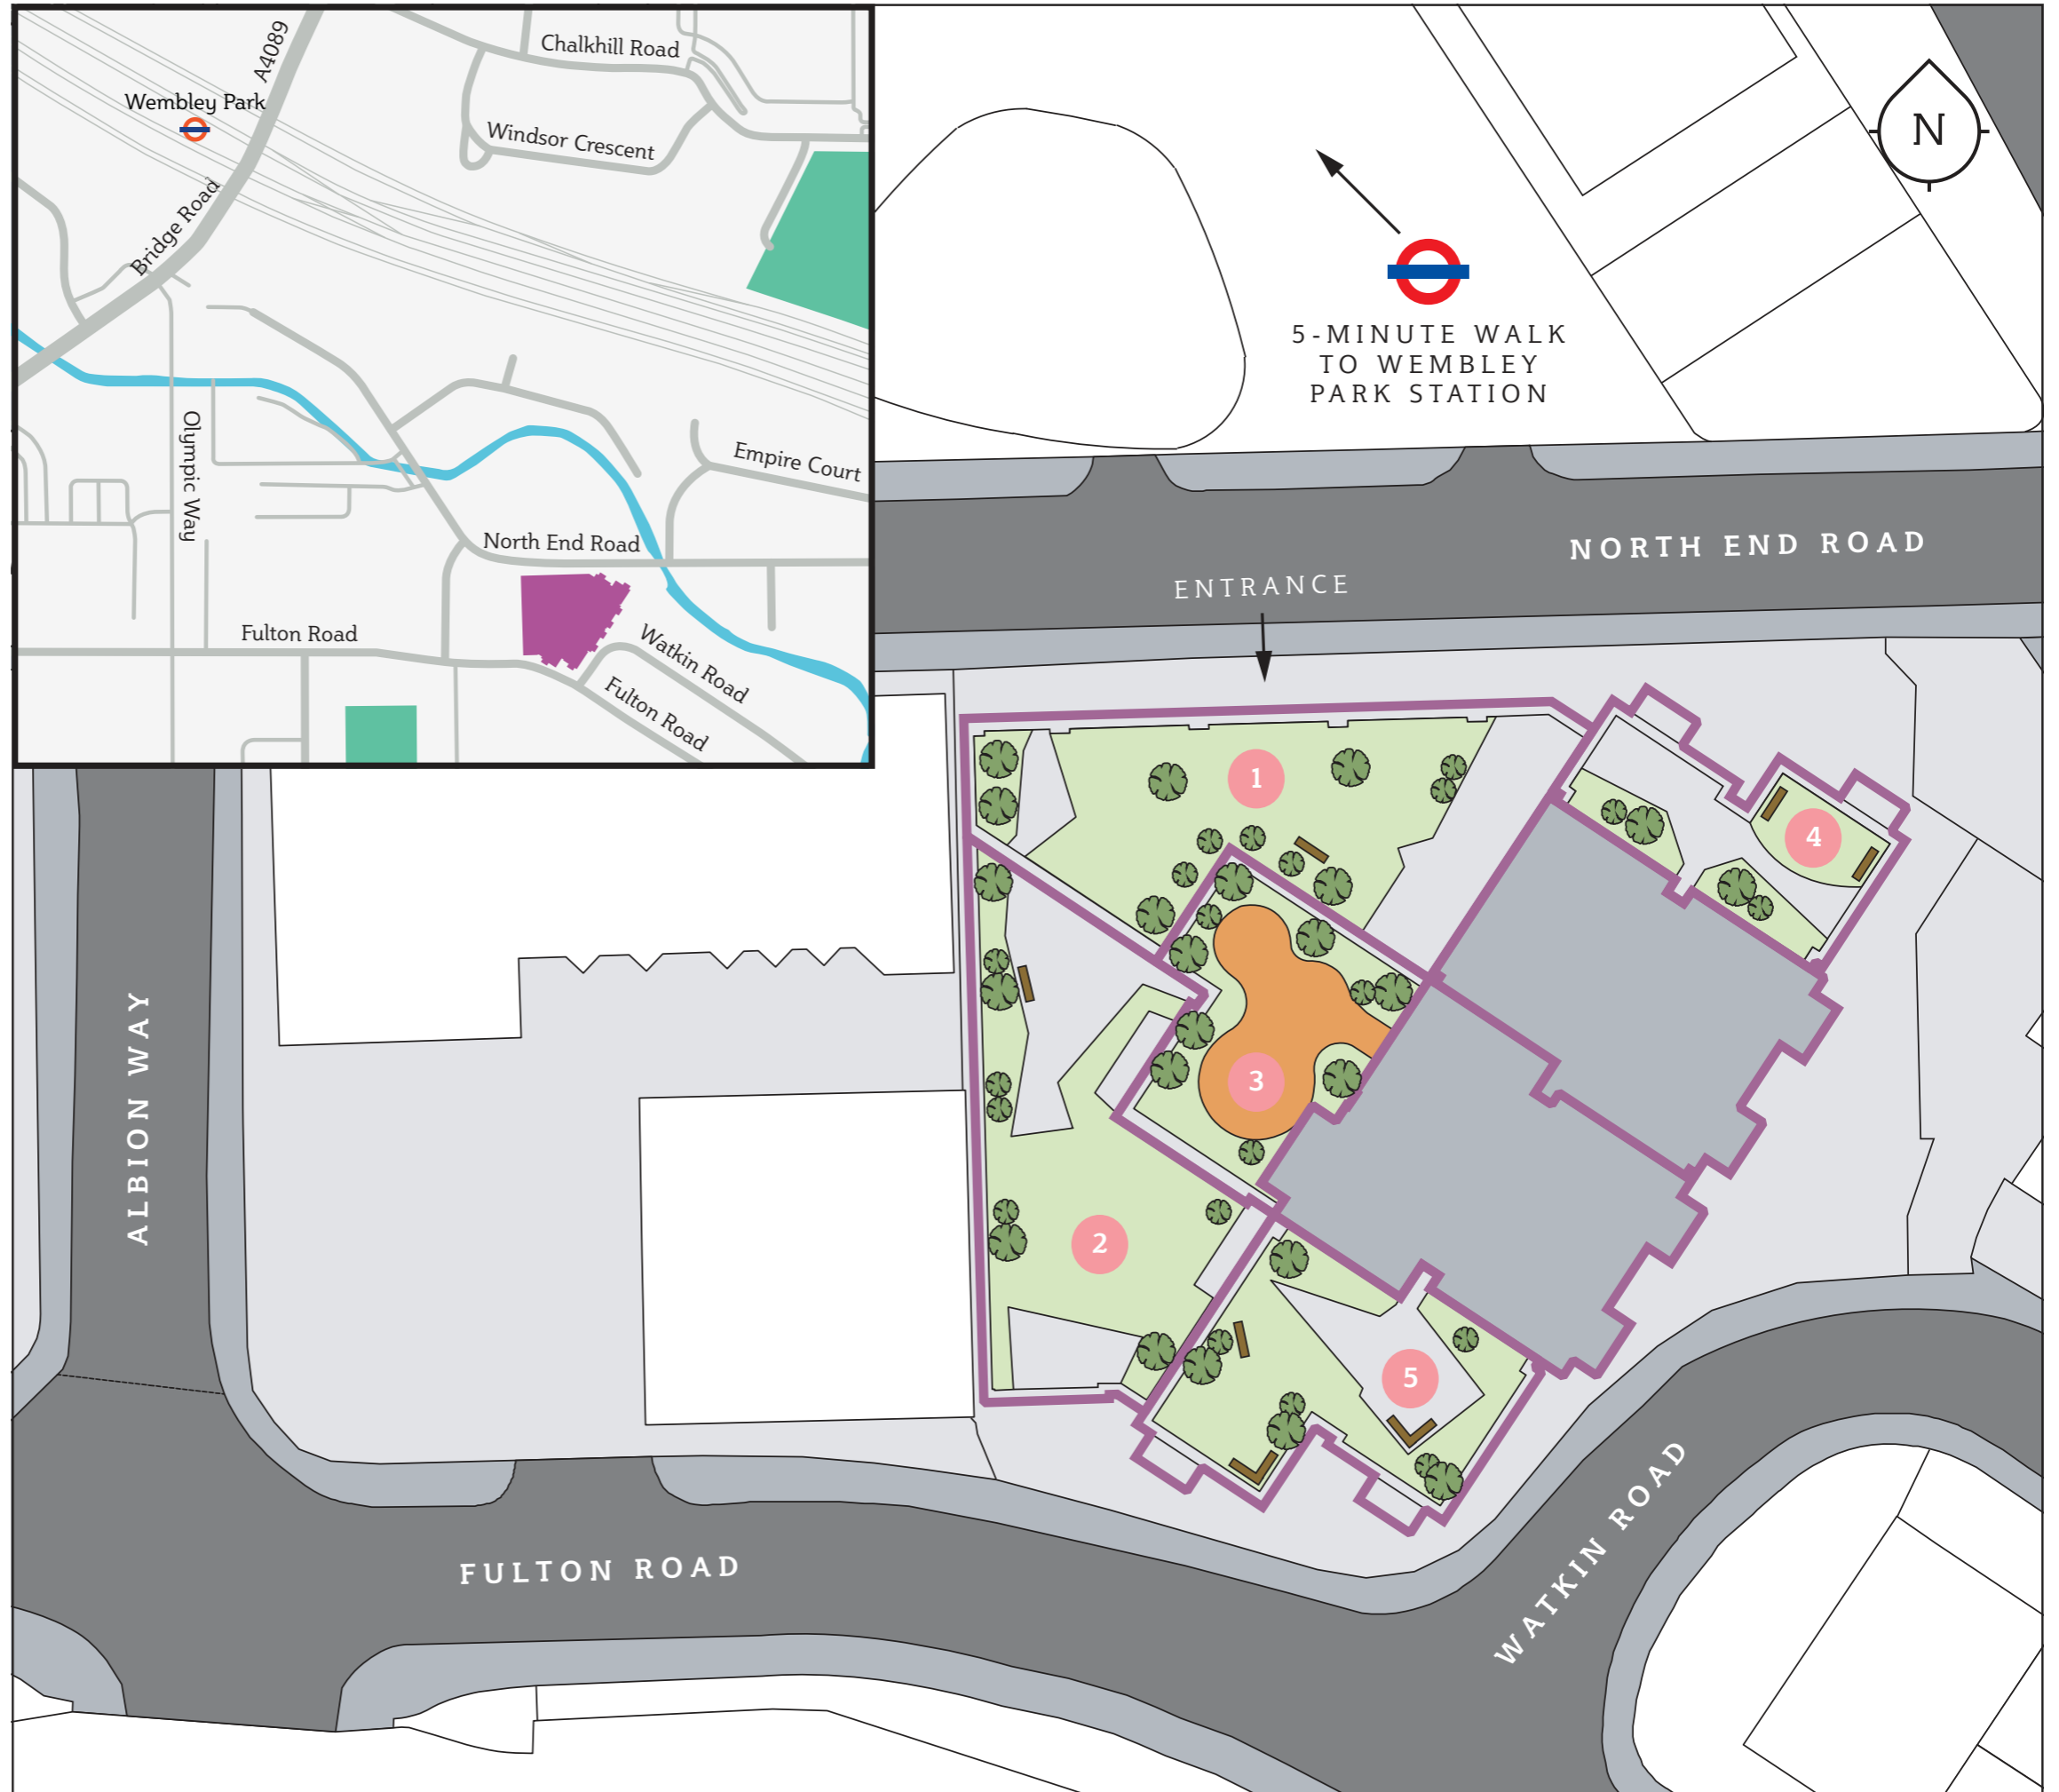 A4089
Chalkhill Road
Wembley Park
Windsor Crescent
Bridge Road
Olympic Way
Empire Court
North End Road
Fulton Road
Watkin Road
Fulton Road
N
5-MINUTE WALK
TO WEMBLEY
PARK STATION
NORTH END ROAD
ENTRANCE
1
4
3
2
5
ALBION WAY
FULTON ROAD
WATKIN ROAD